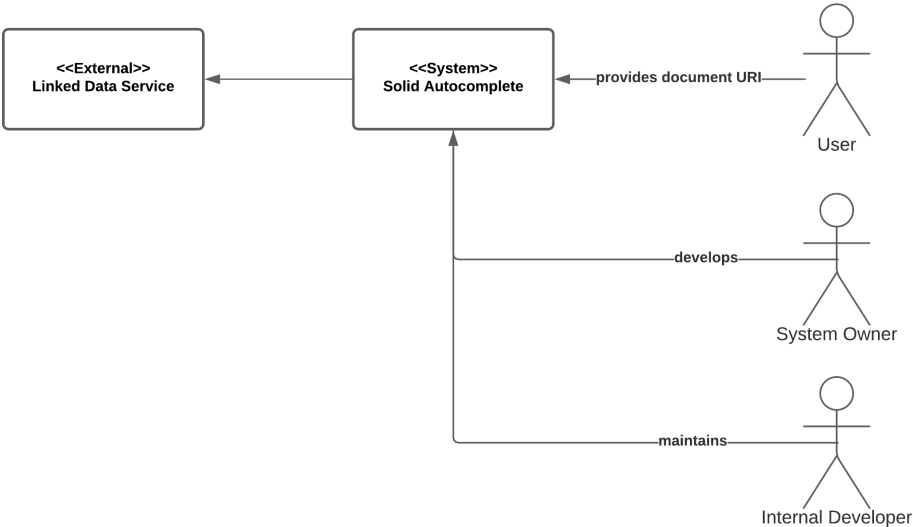 <<External>>
Linked Data Service
<<System>>
Solid Autocomplete
provides document URI
User
develops
System Owner
maintains
Internal Developer